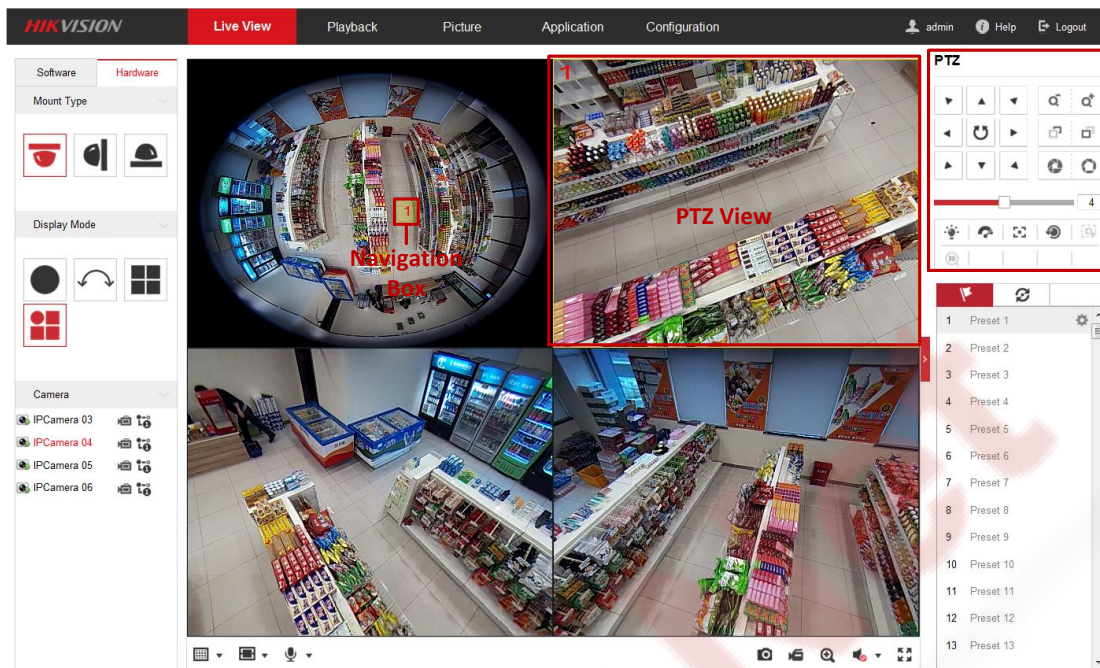 HIKVISION Live View Playback Picture Application Configuration admin Help Logout
Software Hardware
Mount Type
Display Mode
Camera
IPCamera 03
IPCamera 04
IPCamera 05
IPCamera 06
1
Navigation
Box
1
PTZ View
PTZ
4
1 Preset 1
2 Preset 2
3 Preset 3
4 Preset 4
5 Preset 5
6 Preset 6
7 Preset 7
8 Preset 8
9 Preset 9
10 Preset 10
11 Preset 11
12 Preset 12
13 Preset 13